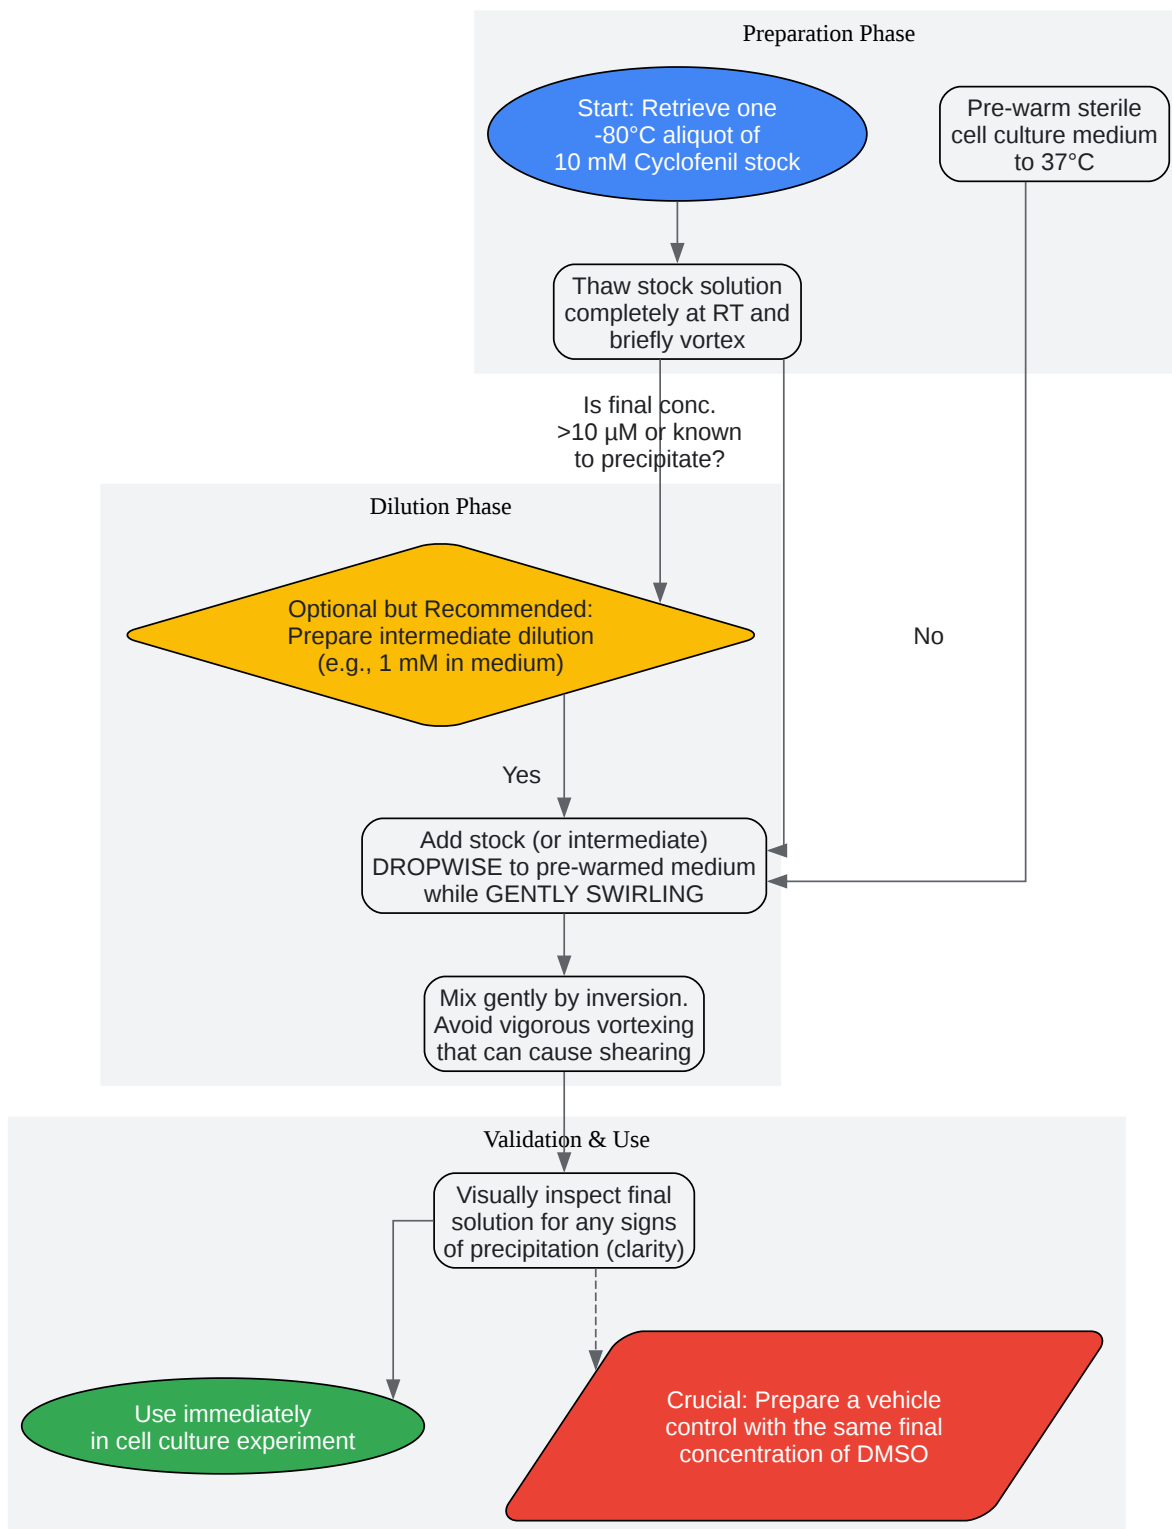 Preparation Phase
Start: Retrieve one
-80°C aliquot of
10 mM Cyclofenil stock
Pre-warm sterile
cell culture medium
to 37°C
Thaw stock solution
completely at RT and
briefly vortex
Is final conc.
>10 µM or known
to precipitate?
Dilution Phase
Optional but Recommended:
Prepare intermediate dilution
(e.g., 1 mM in medium)
No
Yes
Add stock (or intermediate)
DROPWISE to pre-warmed medium
while GENTLY SWIRLING
Mix gently by inversion.
Avoid vigorous vortexing
that can cause shearing
Validation & Use
Visually inspect final
solution for any signs
of precipitation (clarity)
Use immediately
in cell culture experiment
Crucial: Prepare a vehicle
control with the same final
concentration of DMSO